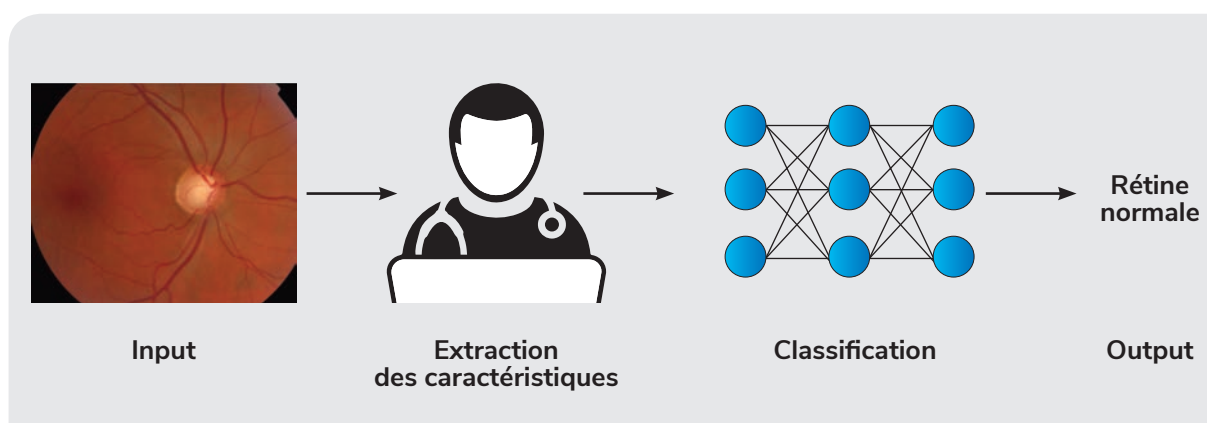 Rétine
normale
Input
Extraction
des caractéristiques
Classification
Output